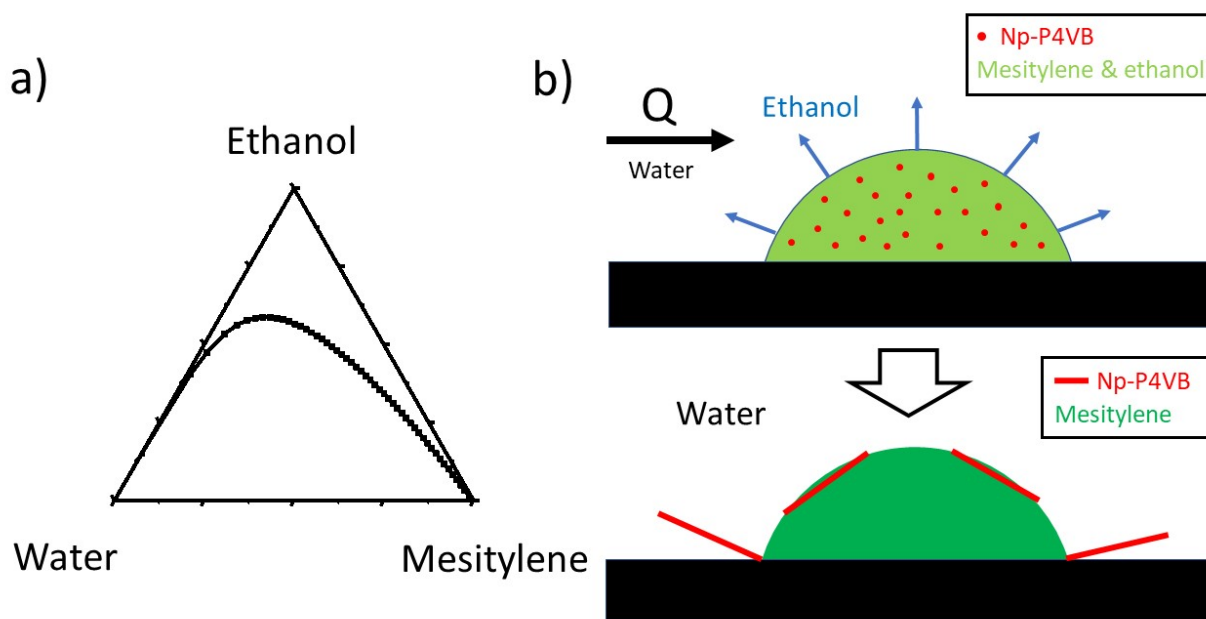 a)
Ethanol
Water
Mesitylene
b)
Np-P4VB
Mesitylene & ethanol
Q
Water
Ethanol
Np-P4VB
Mesitylene
Water